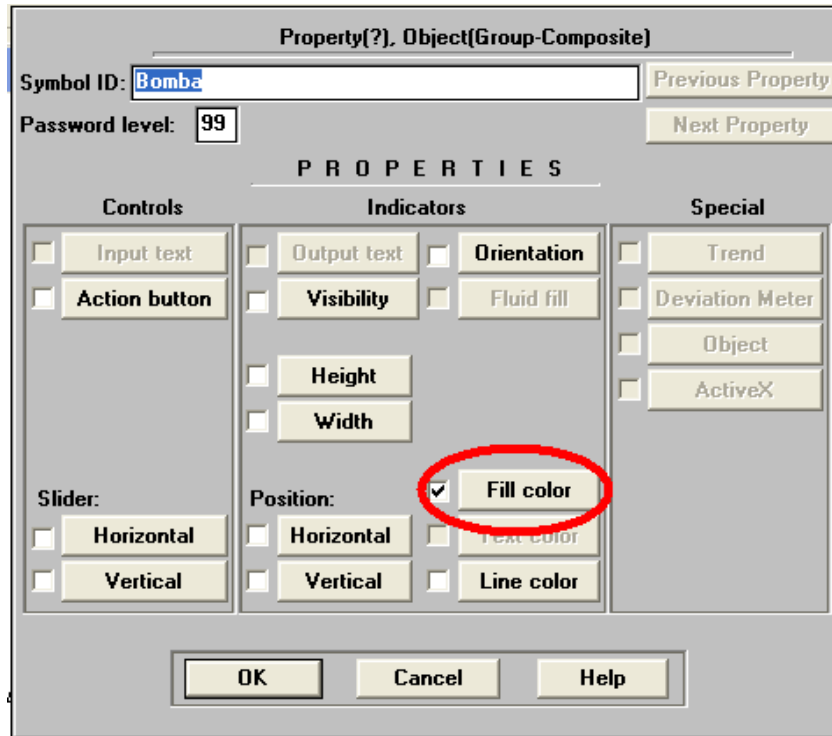 Property(?), Object(Group-Composite)
Symbol ID: Bomba Previous Property
Password level: 99 Next Property
P R O P E R T I E S
Controls Indicators Special
Input text Output text Orientation Trend
Action button Visibility Fluid fill Deviation Meter
Object
Height ActiveX
Width
Slider: Position: Fill color
Horizontal Horizontal Text color
Vertical Vertical Line color
OK Cancel Help